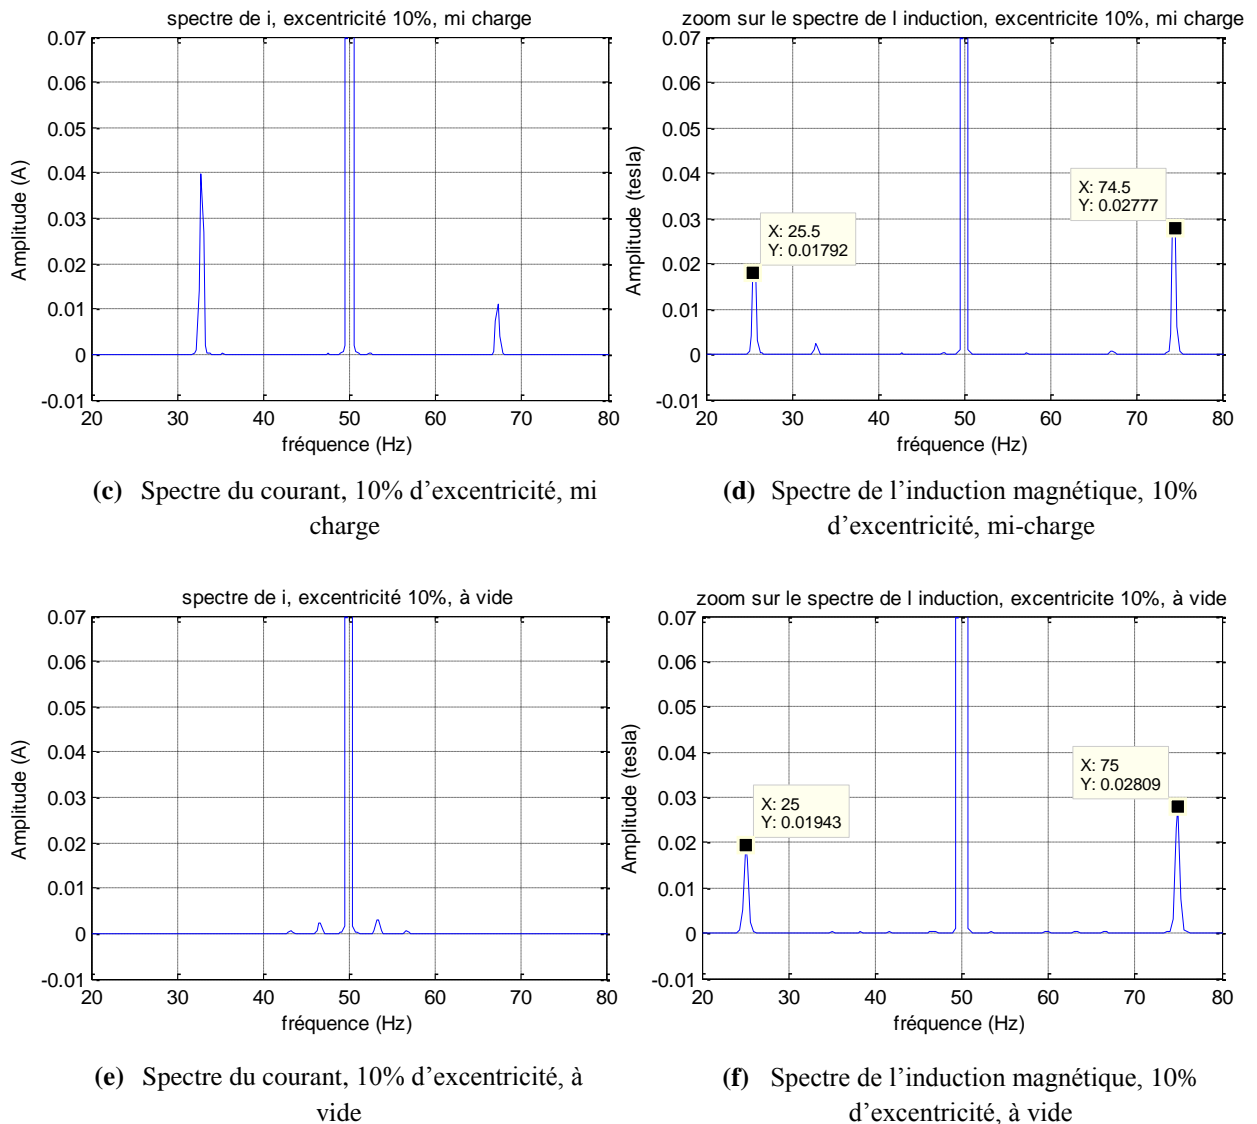 spectre de i, excentricité 10%, mi charge
0.07
0.06
0.05
0.04
0.03
0.02
0.01
0
-0.01
20 30 40 50 60 70 80
fréquence (Hz)
Amplitude (A)
(c) Spectre du courant, 10% d’excentricité, mi
charge
zoom sur le spectre de l induction, excentricite 10%, mi charge
0.07
0.06
0.05
0.04
0.03
0.02
0.01
0
-0.01
20 30 40 50 60 70 80
fréquence (Hz)
Amplitude (tesla)
X: 25.5
Y: 0.01792
X: 74.5
Y: 0.02777
(d) Spectre de l’induction magnétique, 10%
d’excentricité, mi-charge
spectre de i, excentricité 10%, à vide
0.07
0.06
0.05
0.04
0.03
0.02
0.01
0
-0.01
20 30 40 50 60 70 80
fréquence (Hz)
Amplitude (A)
(e) Spectre du courant, 10% d’excentricité, à
vide
zoom sur le spectre de l induction, excentricite 10%, à vide
0.07
0.06
0.05
0.04
0.03
0.02
0.01
0
-0.01
20 30 40 50 60 70 80
fréquence (Hz)
Amplitude (tesla)
X: 25
Y: 0.01943
X: 75
Y: 0.02809
(f) Spectre de l’induction magnétique, 10%
d’excentricité, à vide